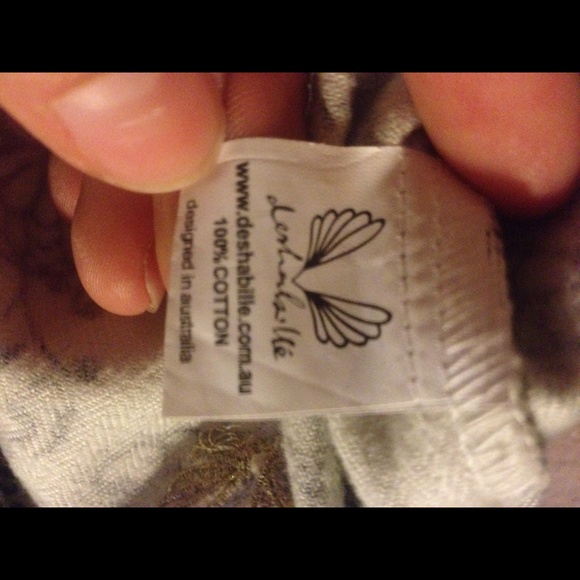 deshabillé
www.deshabille.com.au
100% COTTON
designed in australia